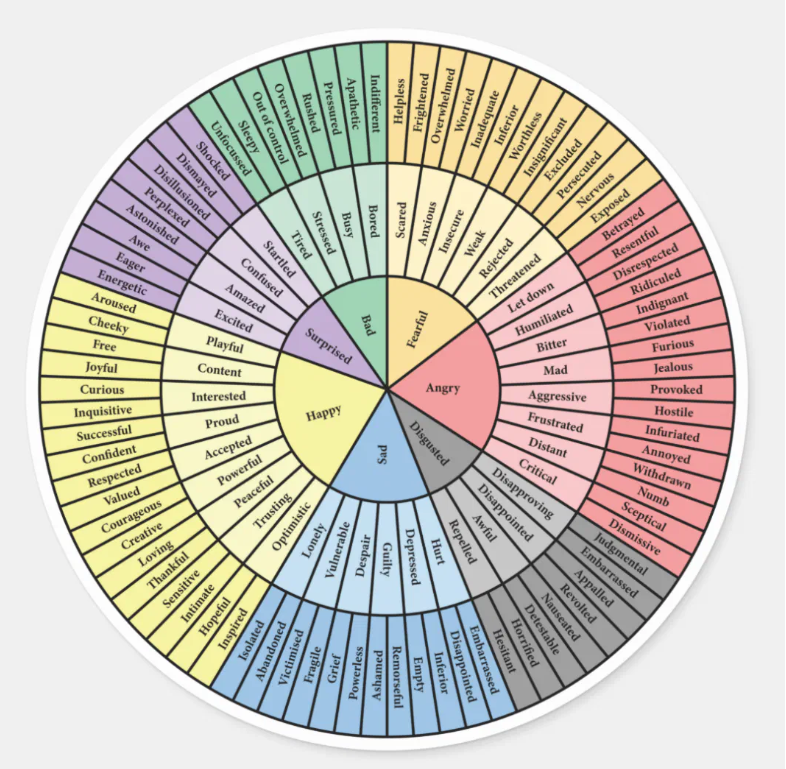 Fearful
Angry
Disgusted
Sad
Happy
Surprised
Bad
Scared
Anxious
Insecure
Weak
Rejected
Threatened
Let down
Humiliated
Bitter
Mad
Aggressive
Frustrated
Distant
Critical
Disapproving
Disappointed
Awful
Repelled
Hurt
Depressed
Guilty
Despair
Vulnerable
Lonely
Optimistic
Trusting
Peaceful
Powerful
Accepted
Proud
Interested
Content
Playful
Excited
Amazed
Confused
Startled
Tired
Stressed
Busy
Bored
Helpless
Frightened
Overwhelmed
Worried
Inadequate
Inferior
Worthless
Insignificant
Excluded
Persecuted
Nervous
Exposed
Betrayed
Resentful
Disrespected
Ridiculed
Indignant
Violated
Furious
Jealous
Provoked
Hostile
Infuriated
Annoyed
Withdrawn
Numb
Sceptical
Dismissive
Judgmental
Embarrassed
Appalled
Revolted
Nauseated
Detestable
Horrified
Hesitant
Embarrassed
Disappointed
Inferior
Empty
Remorseful
Ashamed
Powerless
Grief
Fragile
Victimised
Abandoned
Isolated
Inspired
Hopeful
Intimate
Sensitive
Thankful
Loving
Creative
Courageous
Valued
Respected
Confident
Successful
Inquisitive
Curious
Joyful
Free
Cheeky
Aroused
Energetic
Eager
Awe
Astonished
Perplexed
Disillusioned
Dismayed
Shocked
Unfocussed
Sleepy
Out of control
Overwhelmed
Rushed
Pressured
Apathetic
Indifferent